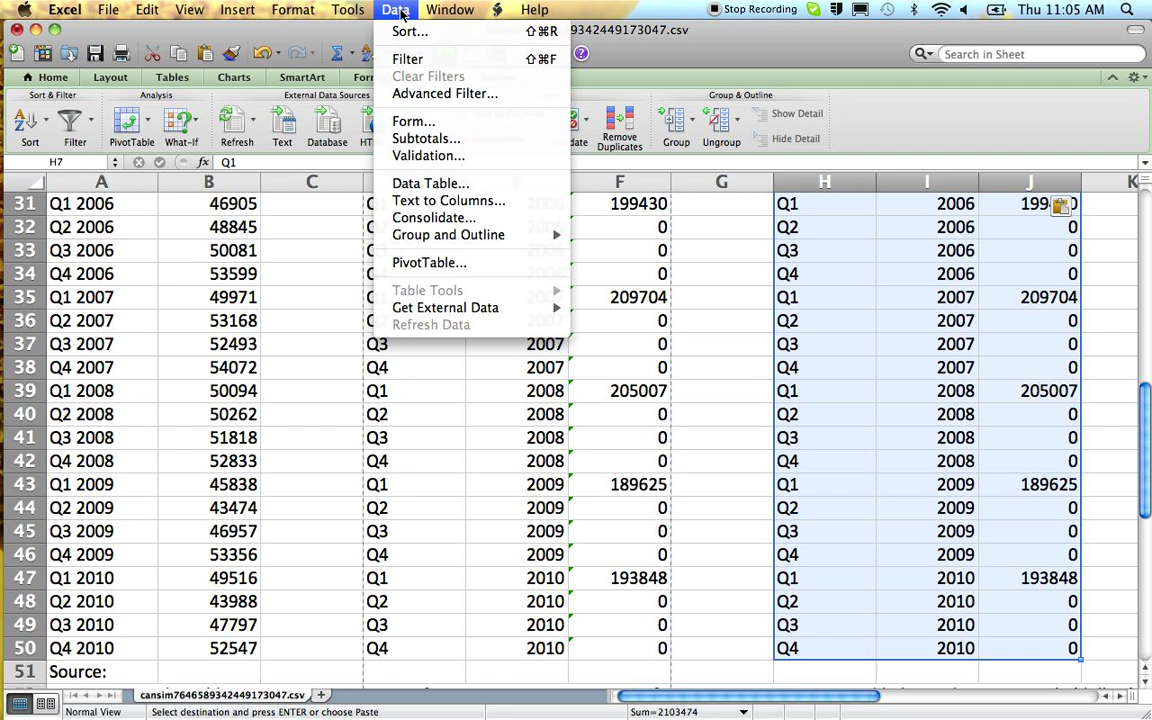 Excel File Edit View Insert Format Tools Data Window Help Stop Recording Thu 11:05 AM
9342449173047.csv
Search in Sheet
Home Layout Tables Charts SmartArt
Sort & Filter Analysis External Data Sources Group & Outline
Show Detail
Hide Detail
Sort Filter PivotTable What-If Refresh Text Database Remove Duplicates Group Ungroup
H7 fx Q1
Sort... ⇧⌘R
Filter ⇧⌘F
Clear Filters
Advanced Filter...
Form...
Subtotals...
Validation...
Data Table...
Text to Columns...
Consolidate...
Group and Outline
PivotTable...
Table Tools
Get External Data
Refresh Data
A B C F G H I J K
31 Q1 2006 46905 199430 Q1 2006
32 Q2 2006 48845 0 Q2 2006 0
33 Q3 2006 50081 0 Q3 2006 0
34 Q4 2006 53599 0 Q4 2006 0
35 Q1 2007 49971 209704 Q1 2007 209704
36 Q2 2007 53168 0 Q2 2007 0
37 Q3 2007 52493 Q3 2007 0 Q3 2007 0
38 Q4 2007 54072 Q4 2007 0 Q4 2007 0
39 Q1 2008 50094 Q1 2008 205007 Q1 2008 205007
40 Q2 2008 50262 Q2 2008 0 Q2 2008 0
41 Q3 2008 51818 Q3 2008 0 Q3 2008 0
42 Q4 2008 52833 Q4 2008 0 Q4 2008 0
43 Q1 2009 45838 Q1 2009 189625 Q1 2009 189625
44 Q2 2009 43474 Q2 2009 0 Q2 2009 0
45 Q3 2009 46957 Q3 2009 0 Q3 2009 0
46 Q4 2009 53356 Q4 2009 0 Q4 2009 0
47 Q1 2010 49516 Q1 2010 193848 Q1 2010 193848
48 Q2 2010 43988 Q2 2010 0 Q2 2010 0
49 Q3 2010 47797 Q3 2010 0 Q3 2010 0
50 Q4 2010 52547 Q4 2010 0 Q4 2010 0
51 Source:
cansim7646589342449173047.csv
Normal View Select destination and press ENTER or choose Paste Sum=2103474